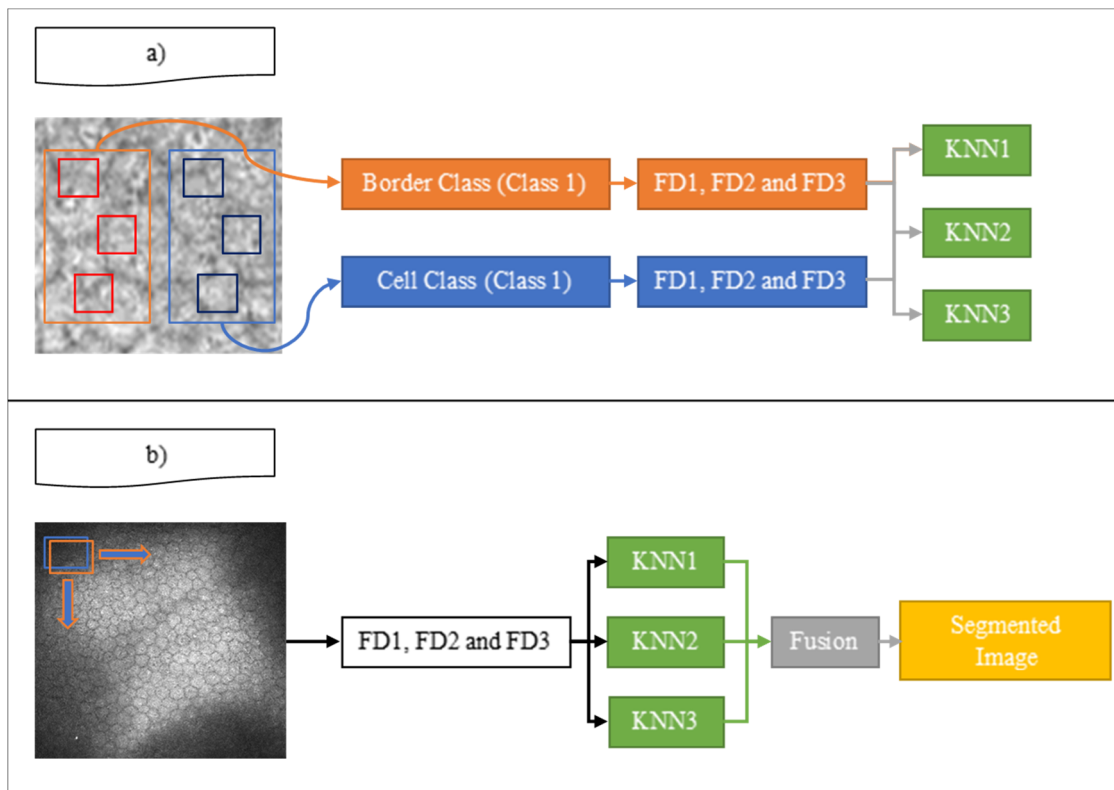 a)
Border Class (Class 1)
FD1, FD2 and FD3
KNN1
KNN2
Cell Class (Class 1)
FD1, FD2 and FD3
KNN3
b)
KNN1
FD1, FD2 and FD3
KNN2
Fusion
Segmented
Image
KNN3